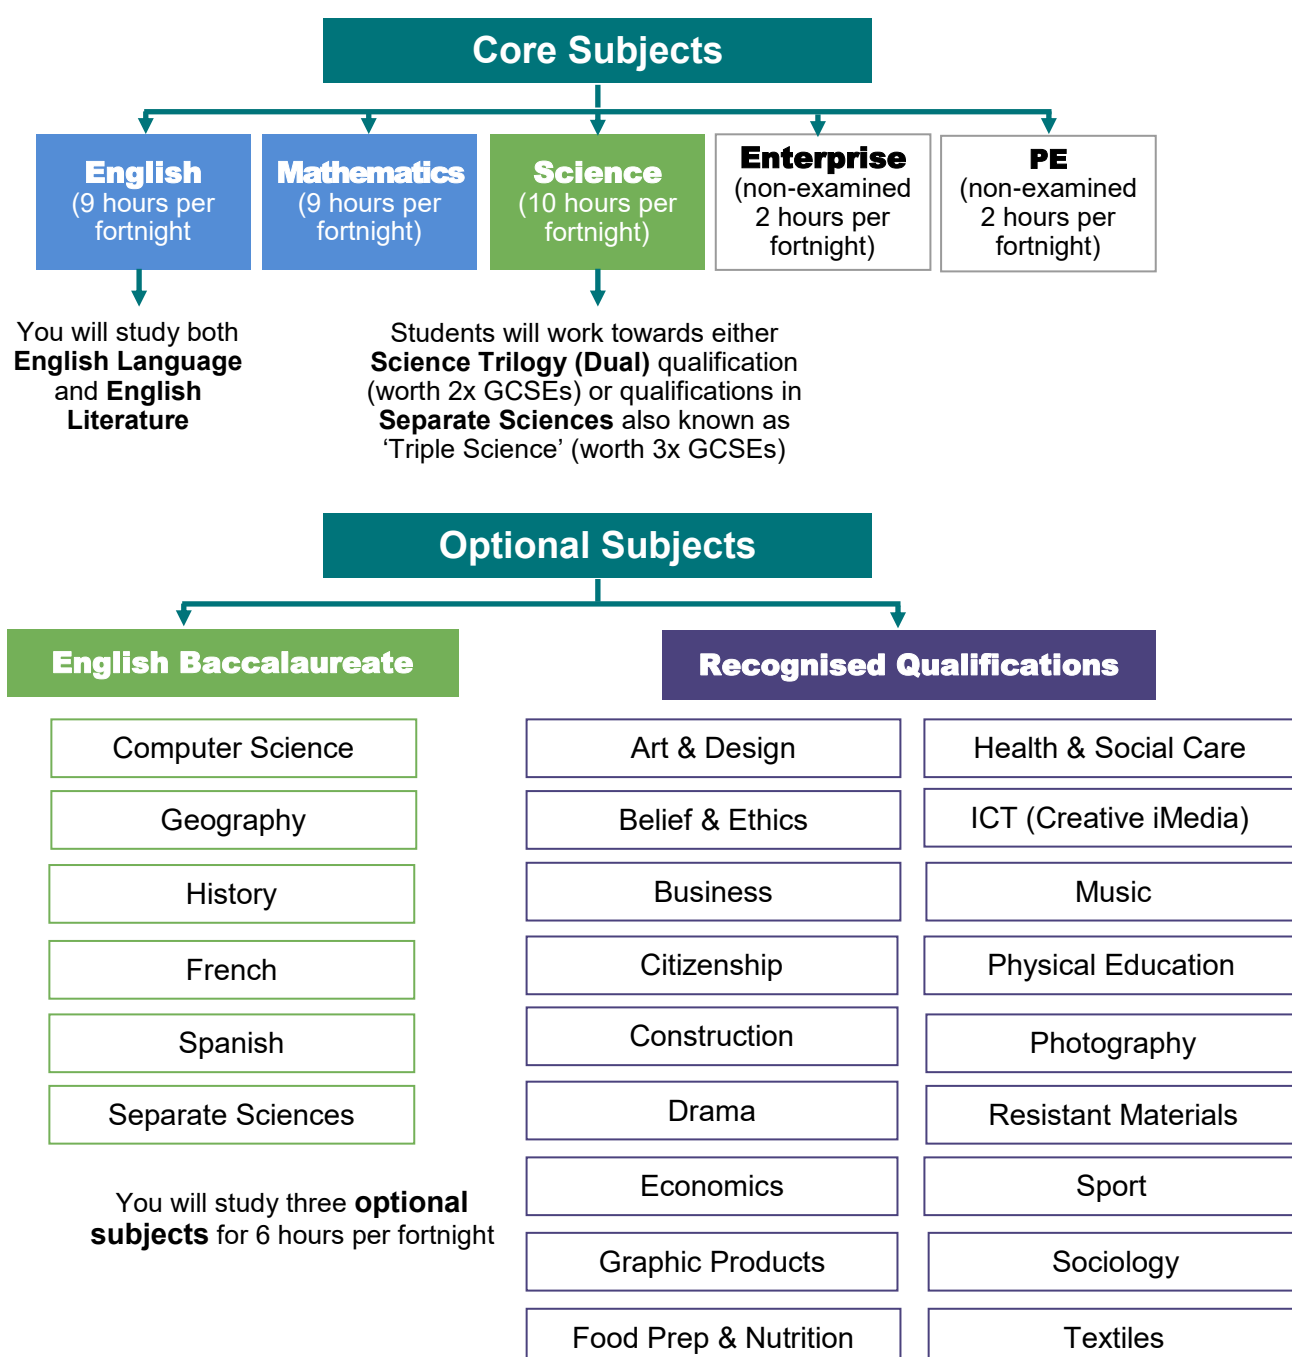 Core Subjects
English
(9 hours per
fortnight
Mathematics
(9 hours per
fortnight)
Science
(10 hours per
fortnight)
Enterprise
(non-examined
2 hours per
fortnight)
PE
(non-examined
2 hours per
fortnight)
You will study both
English Language
and English
Literature
Students will work towards either
Science Trilogy (Dual) qualification
(worth 2x GCSEs) or qualifications in
Separate Sciences also known as
‘Triple Science’ (worth 3x GCSEs)
Optional Subjects
English Baccalaureate
Computer Science
Geography
History
French
Spanish
Separate Sciences
You will study three optional
subjects for 6 hours per fortnight
Recognised Qualifications
Art & Design
Belief & Ethics
Business
Citizenship
Construction
Drama
Economics
Graphic Products
Food Prep & Nutrition
Health & Social Care
ICT (Creative iMedia)
Music
Physical Education
Photography
Resistant Materials
Sport
Sociology
Textiles